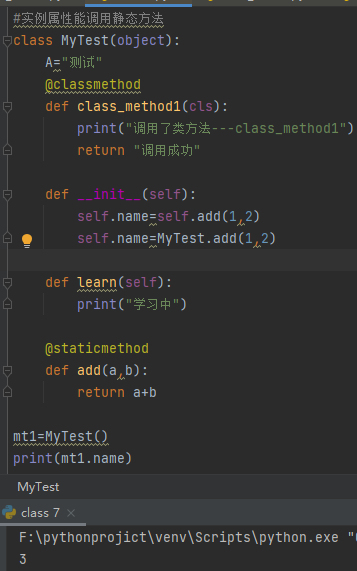 #实例属性能调用静态方法
class MyTest(object):
    A="测试"
    @classmethod
    def class_method1(cls):
        print("调用了类方法---class_method1")
        return "调用成功"
    def __init__(self):
        self.name=self.add(1,2)
        self.name=MyTest.add(1,2)
    def learn(self):
        print("学习中")
    @staticmethod
    def add(a,b):
        return a+b
mt1=MyTest()
print(mt1.name)
MyTest
class 7 ×
F:\pythonprojict\venv\Scripts\python.exe "
3